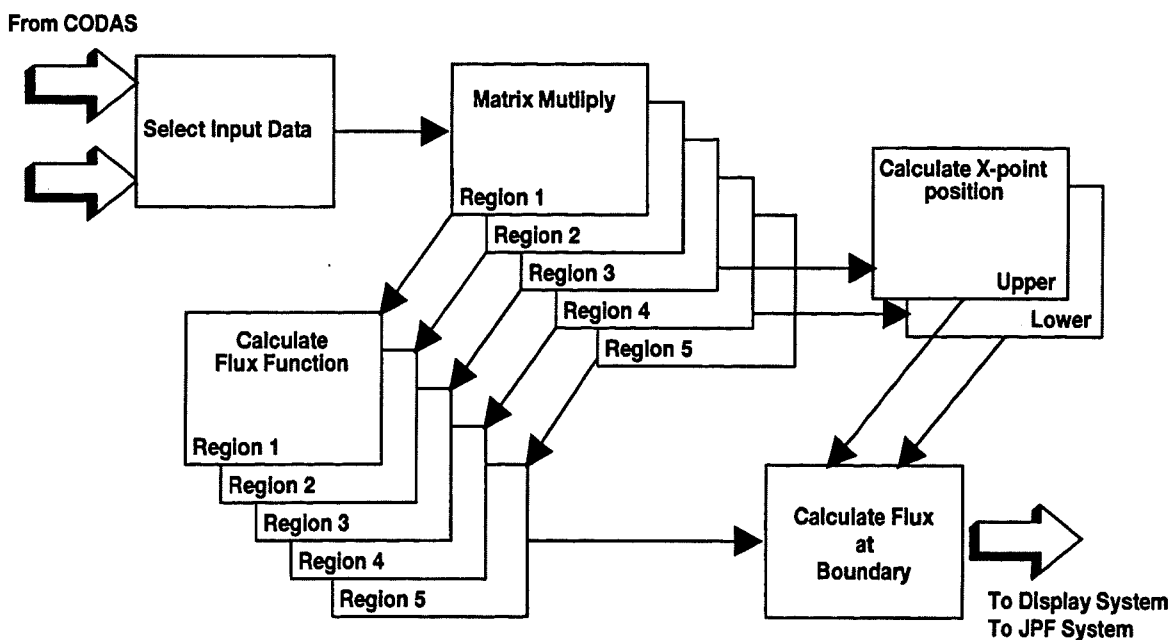 From CODAS
Select Input Data
Matrix Mutliply
Region 1
Region 2
Region 3
Region 4
Region 5
Calculate X-point
position
Upper
Lower
Calculate
Flux Function
Region 1
Region 2
Region 3
Region 4
Region 5
Calculate Flux
at
Boundary
To Display System
To JPF System